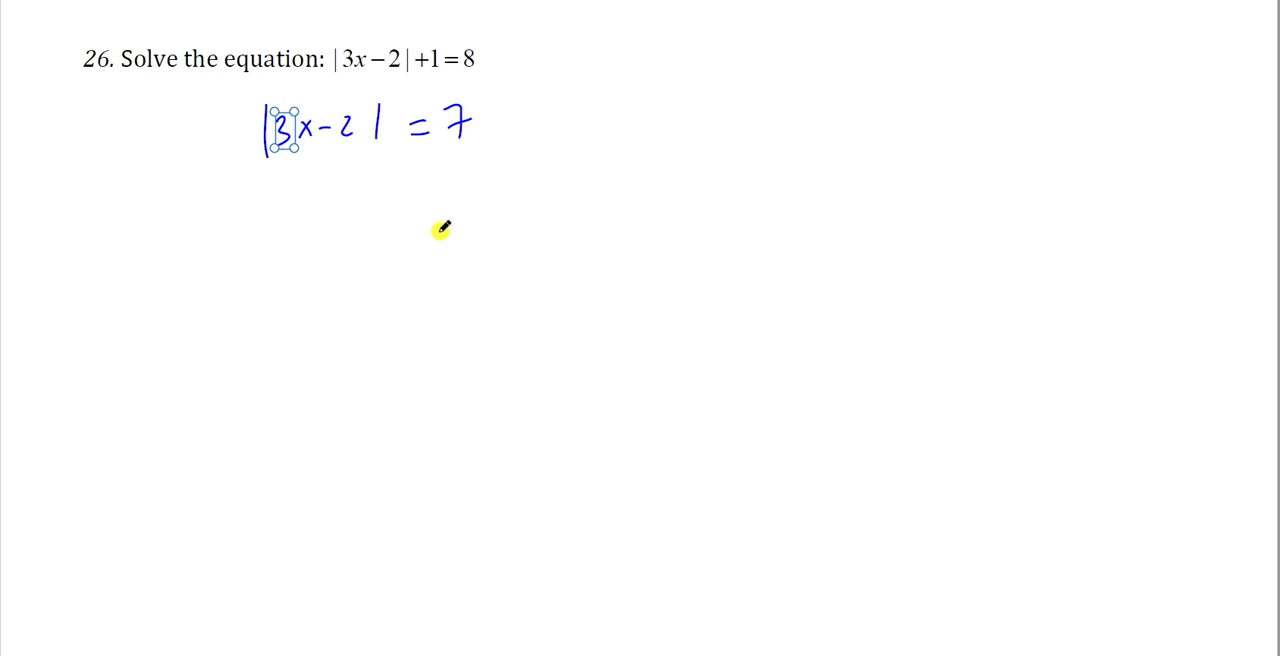 26. Solve the equation: |3x−2|+1=8
|3x-2| = 7